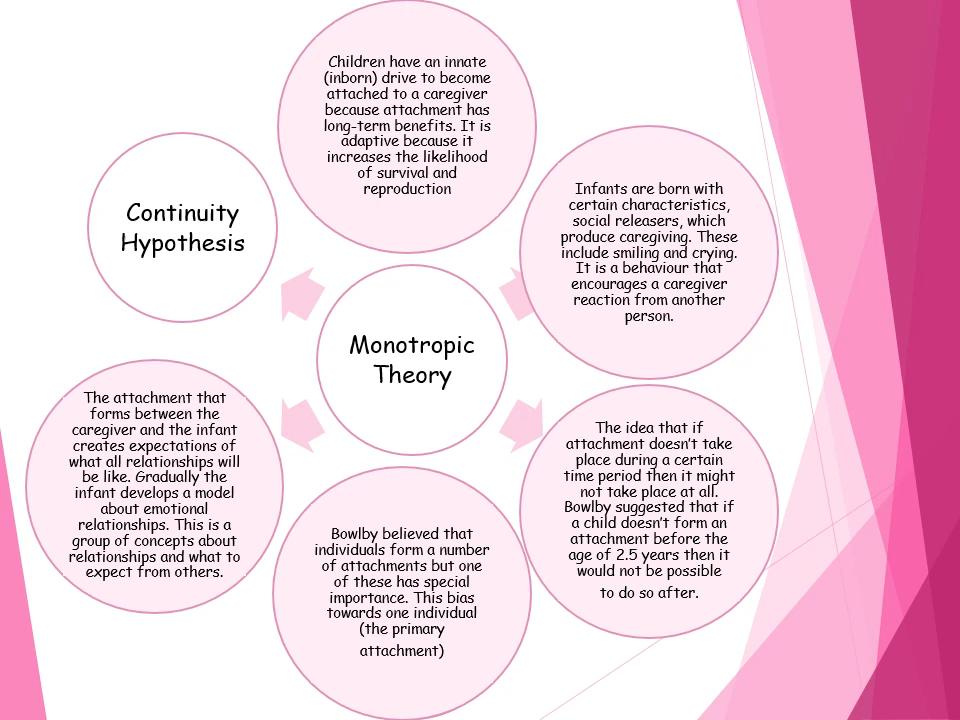 Children have an innate
(inborn) drive to become
attached to a caregiver
because attachment has
long-term benefits. It is
adaptive because it
increases the likelihood
of survival and
reproduction
Continuity
Hypothesis
Infants are born with
certain characteristics,
social releasers, which
produce caregiving. These
include smiling and crying.
It is a behaviour that
encourages a caregiver
reaction from another
person.
Monotropic
Theory
The attachment that
forms between the
caregiver and the infant
creates expectations of
what all relationships will
be like. Gradually the
infant develops a model
about emotional
relationships. This is a
group of concepts about
relationships and what to
expect from others.
The idea that if
attachment doesn't take
place during a certain
time period then it might
not take place at all.
Bowlby suggested that if
a child doesn't form an
attachment before the
age of 2.5 years then it
would not be possible
to do so after.
Bowlby believed that
individuals form a number
of attachments but one
of these has special
importance. This bias
towards one individual
(the primary
attachment)